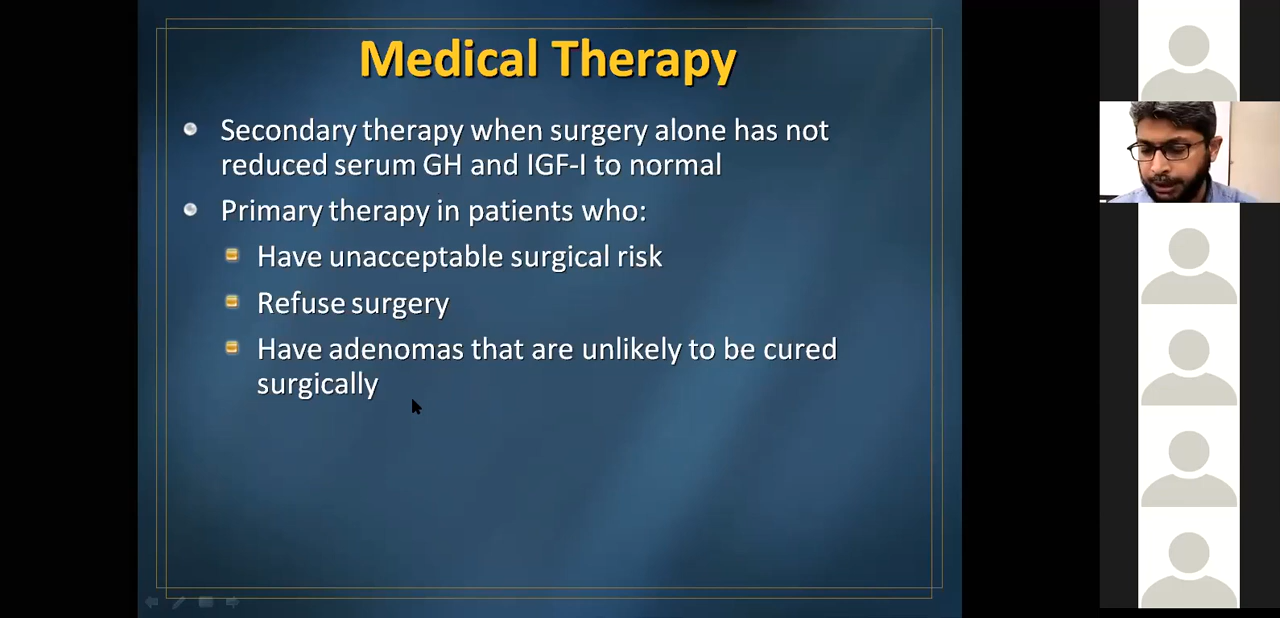 Medical Therapy
Secondary therapy when surgery alone has not
reduced serum GH and IGF-I to normal
Primary therapy in patients who:
Have unacceptable surgical risk
Refuse surgery
Have adenomas that are unlikely to be cured
surgically